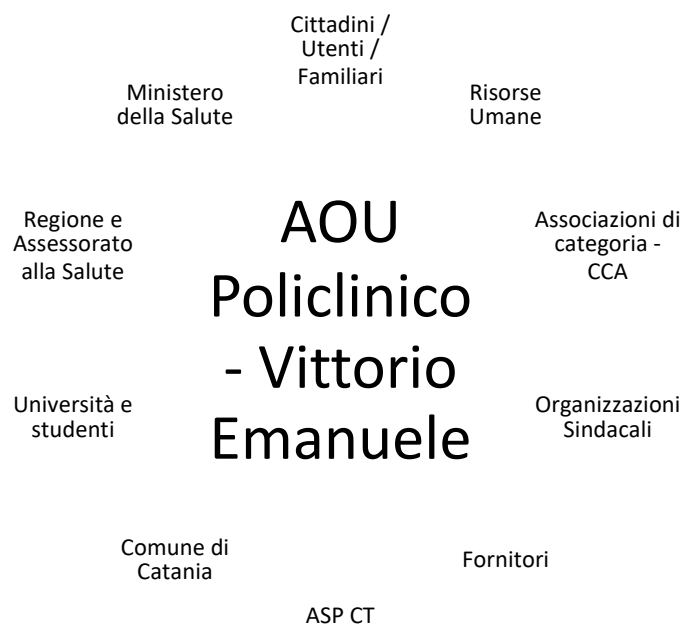 Cittadini /
Utenti /
Familiari
Ministero
della Salute
Risorse
Umane
Regione e
Assessorato
alla Salute
AOU
Policlinico
- Vittorio
Emanuele
Associazioni di
categoria -
CCA
Università e
studenti
Organizzazioni
Sindacali
Comune di
Catania
Fornitori
ASP CT